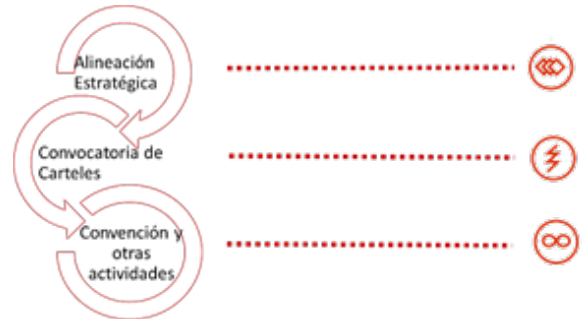 Alineación
Estratégica
Convocatoria de
Carteles
Convención y
otras
actividades